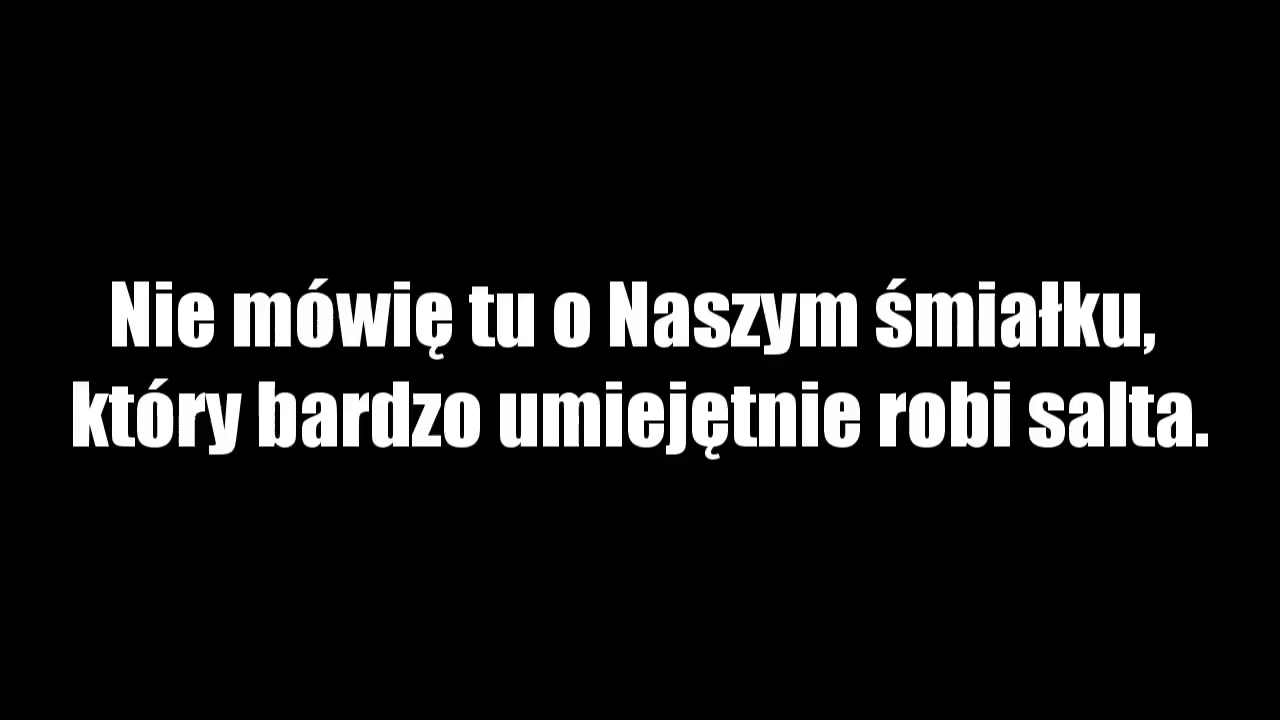 Nie mówię tu o Naszym śmiałku,
który bardzo umiejętnie robi salta.